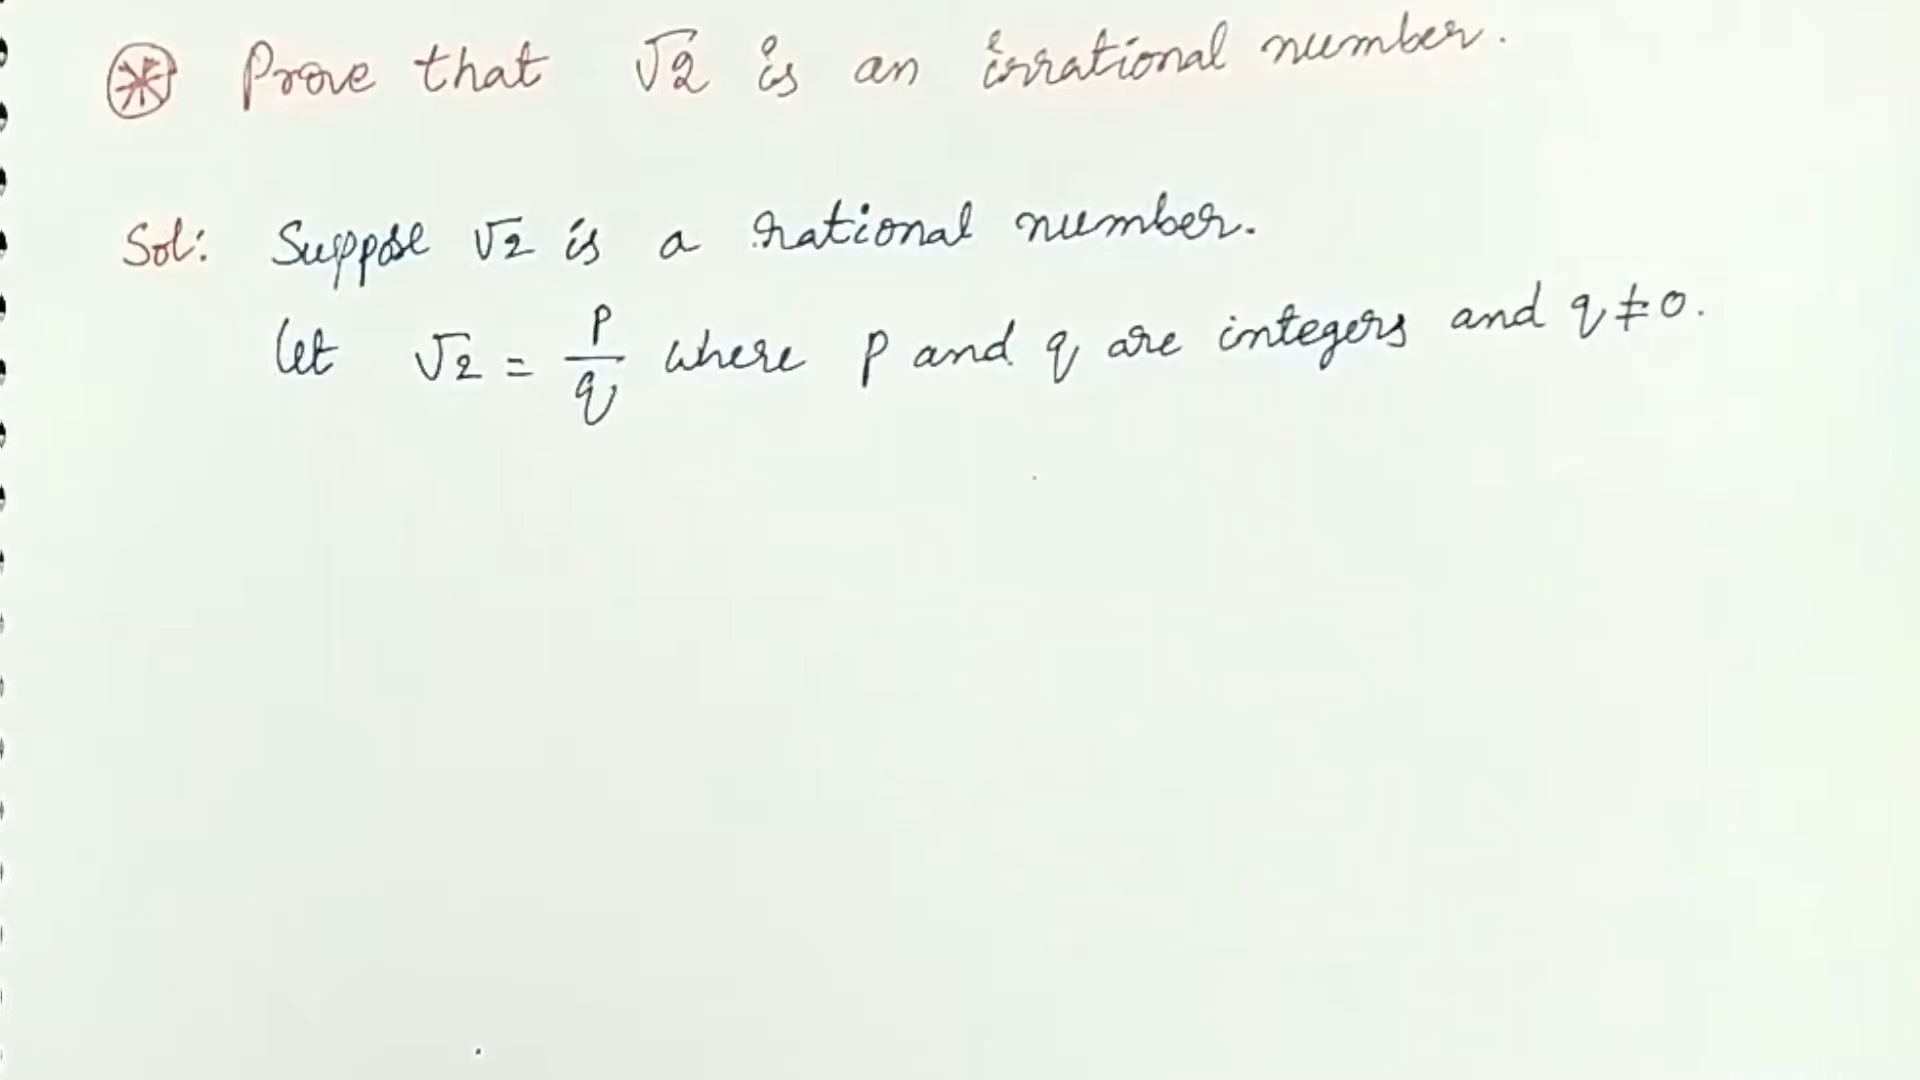 ⊛ Prove that √2 is an irrational number.
Sol: Suppose √2 is a rational number.
Let √2 = p/q where p and q are integers and q ≠ 0.